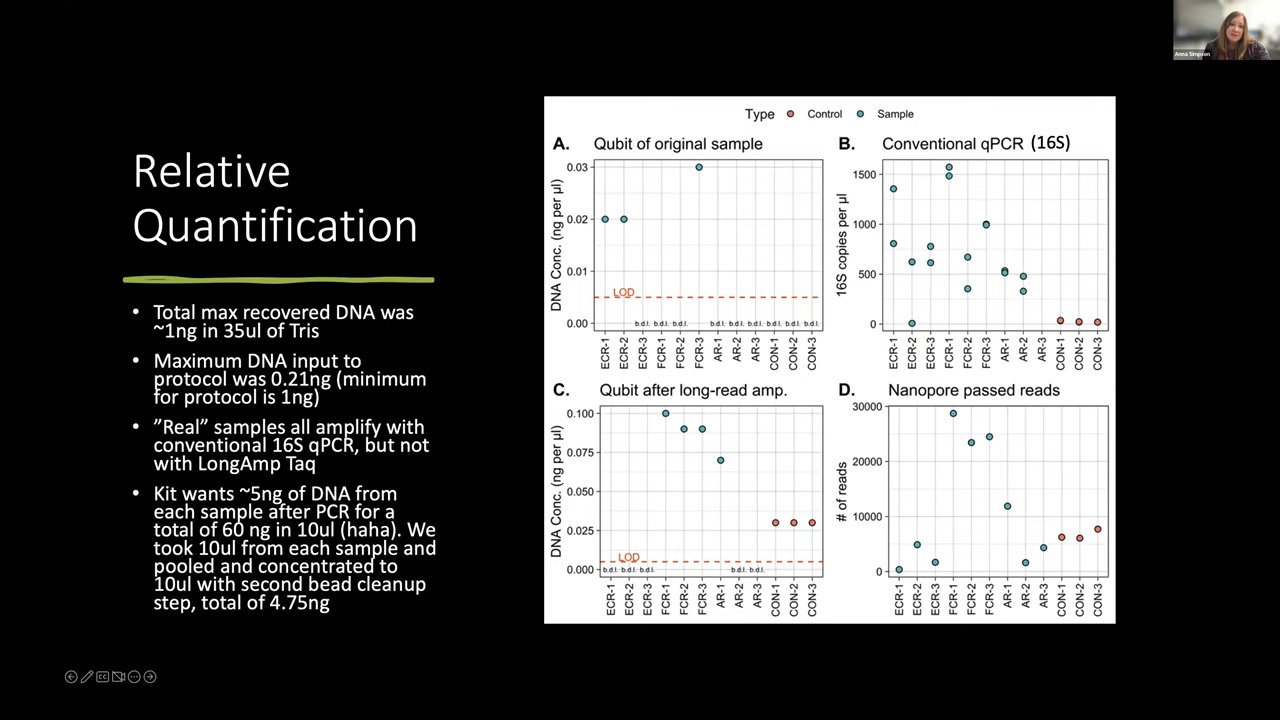 Anna Simpson
Relative
Quantification
• Total max recovered DNA was
~1ng in 35ul of Tris
• Maximum DNA input to
protocol was 0.21ng (minimum
for protocol is 1ng)
• ”Real” samples all amplify with
conventional 16S qPCR, but not
with LongAmp Taq
• Kit wants ~5ng of DNA from
each sample after PCR for a
total of 60 ng in 10ul (haha). We
took 10ul from each sample and
pooled and concentrated to
10ul with second bead cleanup
step, total of 4.75ng
Type Control Sample
A. Qubit of original sample
DNA Conc. (ng per µl)
0.03
0.02
0.01
0.00
LOD
b.d.l. b.d.l. b.d.l. b.d.l. b.d.l. b.d.l. b.d.l. b.d.l. b.d.l.
ECR-1 ECR-2 ECR-3 FCR-1 FCR-2 FCR-3 AR-1 AR-2 AR-3 CON-1 CON-2 CON-3
B. Conventional qPCR (16S)
16S copies per µl
1500
1000
500
0
ECR-1 ECR-2 ECR-3 FCR-1 FCR-2 FCR-3 AR-1 AR-2 AR-3 CON-1 CON-2 CON-3
C. Qubit after long-read amp.
DNA Conc. (ng per µl)
0.100
0.075
0.050
0.025
0.000
LOD
b.d.l. b.d.l. b.d.l. b.d.l. b.d.l.
ECR-1 ECR-2 ECR-3 FCR-1 FCR-2 FCR-3 AR-1 AR-2 AR-3 CON-1 CON-2 CON-3
D. Nanopore passed reads
# of reads
30000
20000
10000
0
ECR-1 ECR-2 ECR-3 FCR-1 FCR-2 FCR-3 AR-1 AR-2 AR-3 CON-1 CON-2 CON-3